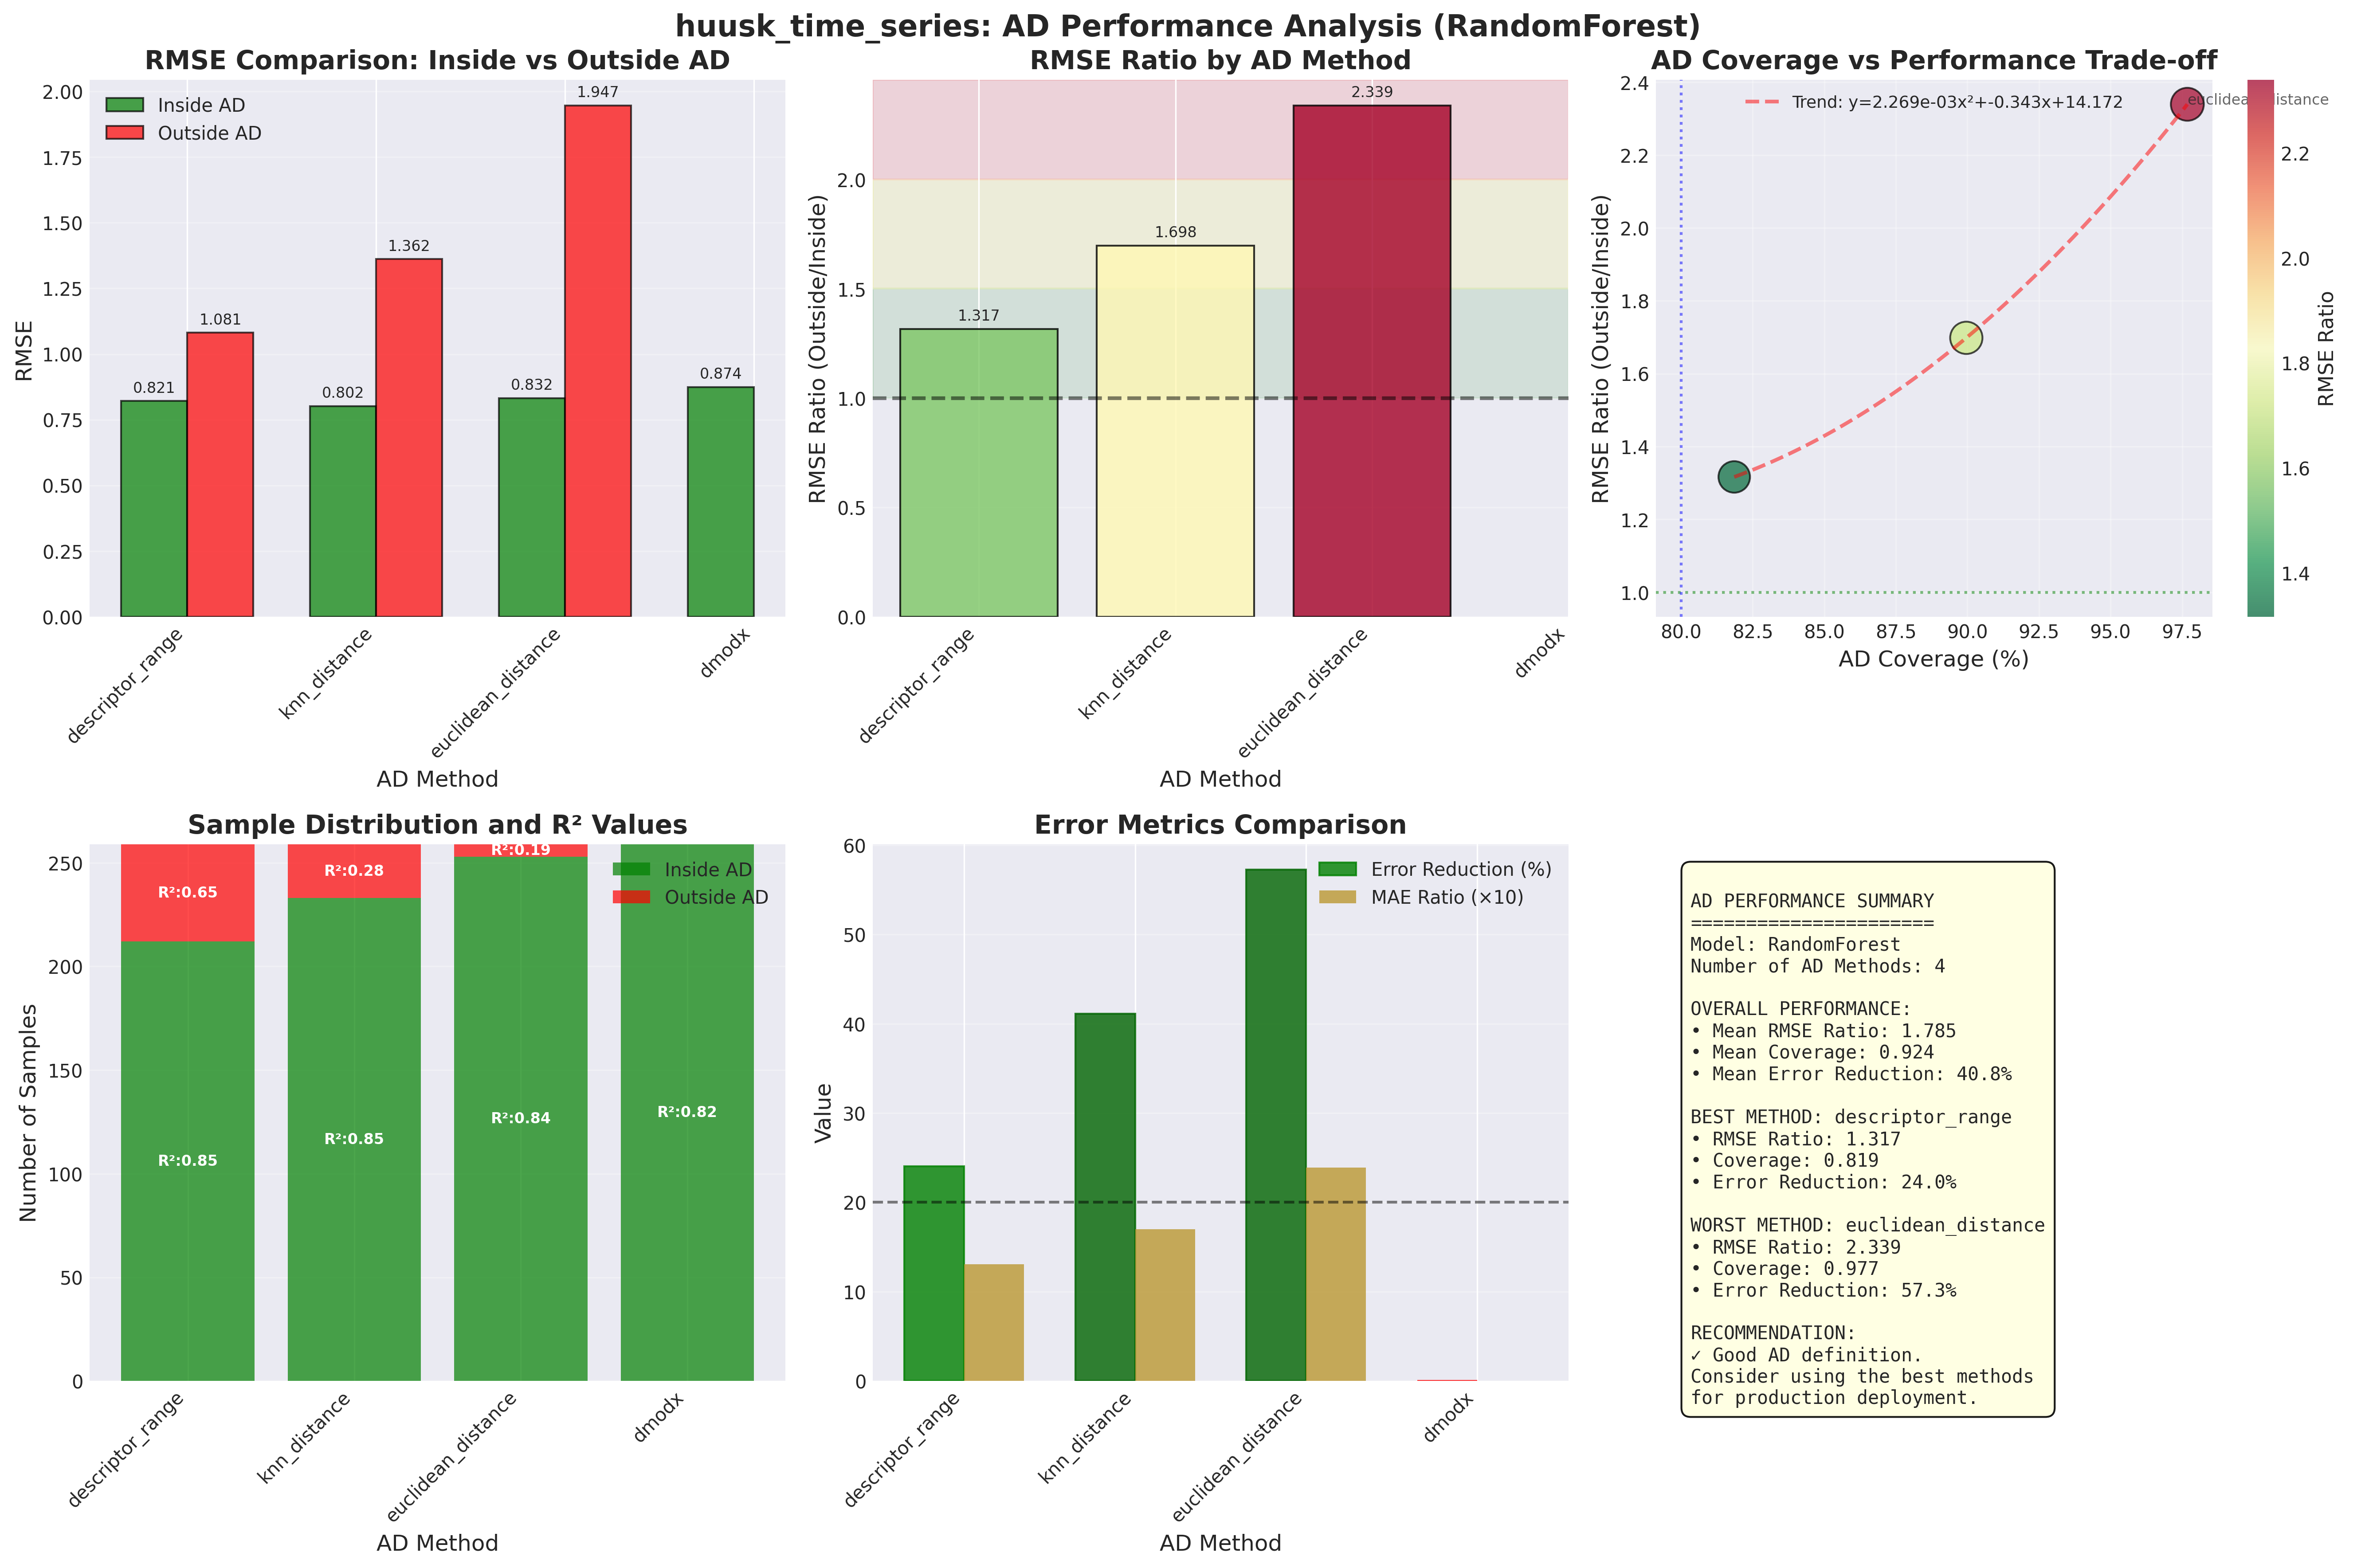 huusk_time_series: AD Performance Analysis (RandomForest)
RMSE Comparison: Inside vs Outside AD
Inside AD
Outside AD
RMSE
2.00
1.75
1.50
1.25
1.00
0.75
0.50
0.25
0.00
0.821
1.081
0.802
1.362
0.832
1.947
0.874
descriptor_range
knn_distance
euclidean_distance
dmodx
AD Method
RMSE Ratio by AD Method
RMSE Ratio (Outside/Inside)
2.0
1.5
1.0
0.5
0.0
1.317
1.698
2.339
descriptor_range
knn_distance
euclidean_distance
dmodx
AD Method
AD Coverage vs Performance Trade-off
Trend: y=2.269e-03x²+-0.343x+14.172
euclidean_distance
RMSE Ratio (Outside/Inside)
2.4
2.2
2.0
1.8
1.6
1.4
1.2
1.0
80.0
82.5
85.0
87.5
90.0
92.5
95.0
97.5
AD Coverage (%)
2.2
2.0
1.8
1.6
1.4
RMSE Ratio
Sample Distribution and R² Values
Inside AD
Outside AD
Number of Samples
250
200
150
100
50
0
R²:0.65
R²:0.28
R²:0.19
R²:0.85
R²:0.85
R²:0.84
R²:0.82
descriptor_range
knn_distance
euclidean_distance
dmodx
AD Method
Error Metrics Comparison
Error Reduction (%)
MAE Ratio (×10)
Value
60
50
40
30
20
10
0
descriptor_range
knn_distance
euclidean_distance
dmodx
AD Method
AD PERFORMANCE SUMMARY
======================
Model: RandomForest
Number of AD Methods: 4
OVERALL PERFORMANCE:
• Mean RMSE Ratio: 1.785
• Mean Coverage: 0.924
• Mean Error Reduction: 40.8%
BEST METHOD: descriptor_range
• RMSE Ratio: 1.317
• Coverage: 0.819
• Error Reduction: 24.0%
WORST METHOD: euclidean_distance
• RMSE Ratio: 2.339
• Coverage: 0.977
• Error Reduction: 57.3%
RECOMMENDATION:
✓ Good AD definition.
Consider using the best methods
for production deployment.